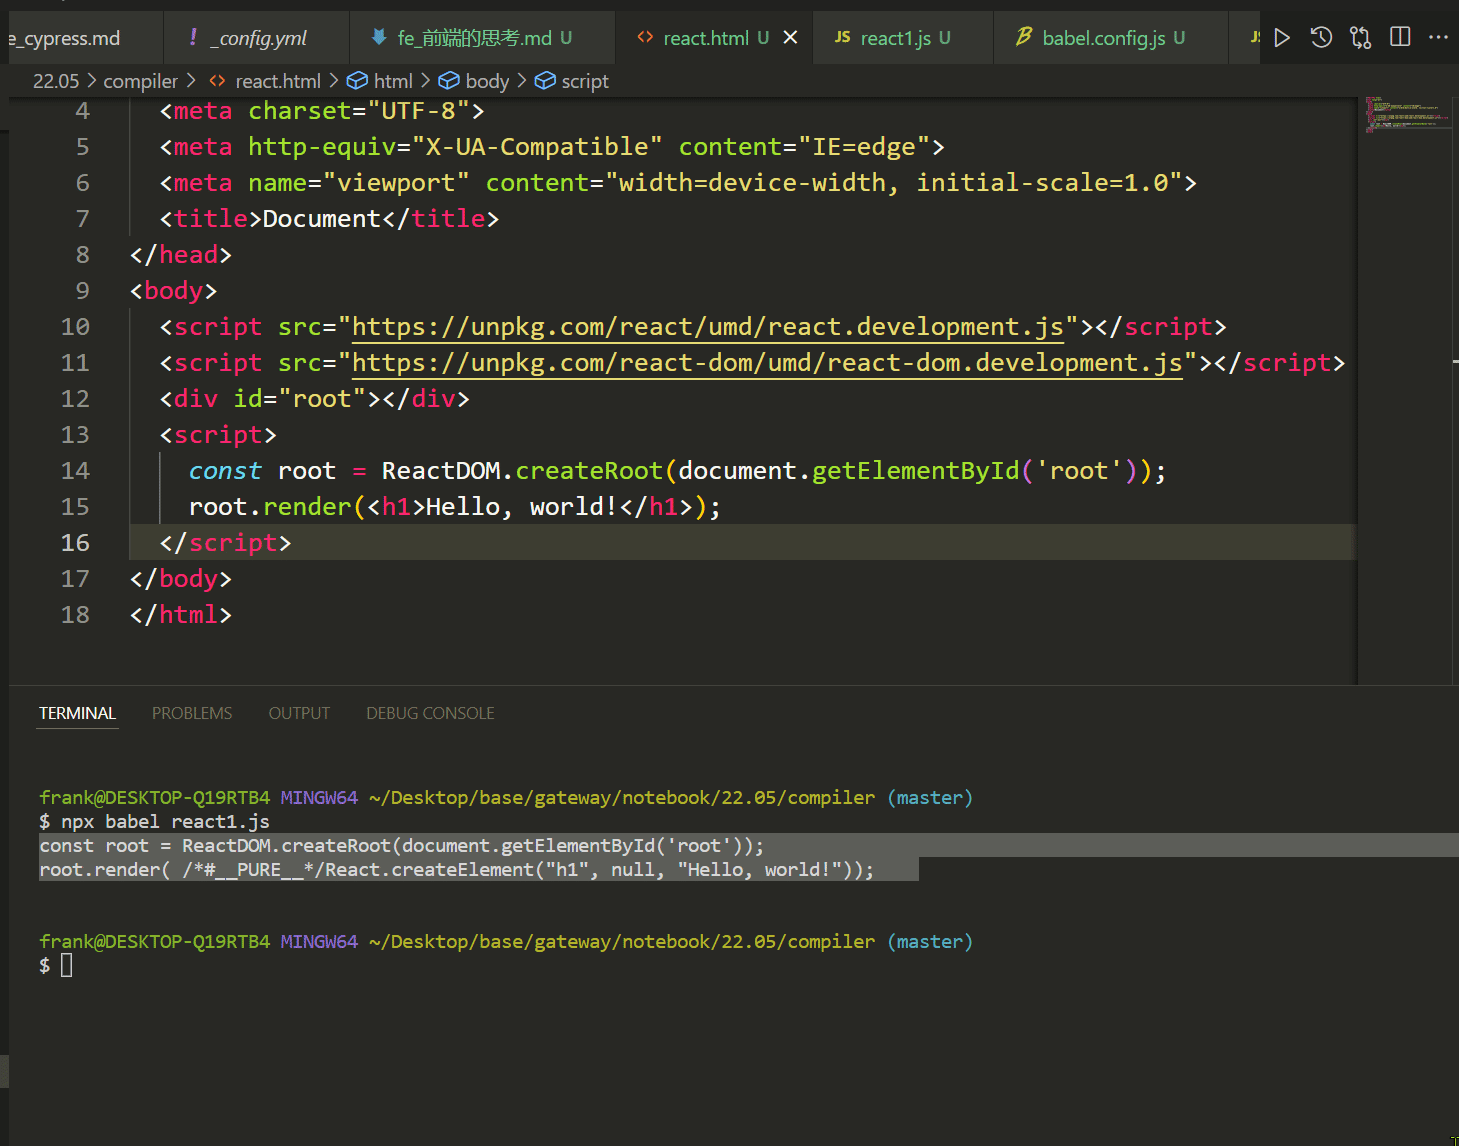 e_cypress.md ! _config.yml fe_前端的思考.md U <> react.html U × JS react1.js U babel.config.js U JS
22.05 > compiler > <> react.html > html > body > script
4 <meta charset="UTF-8">
5 <meta http-equiv="X-UA-Compatible" content="IE=edge">
6 <meta name="viewport" content="width=device-width, initial-scale=1.0">
7 <title>Document</title>
8 </head>
9 <body>
10 <script src="https://unpkg.com/react/umd/react.development.js"></script>
11 <script src="https://unpkg.com/react-dom/umd/react-dom.development.js"></script>
12 <div id="root"></div>
13 <script>
14 const root = ReactDOM.createRoot(document.getElementById('root'));
15 root.render(<h1>Hello, world!</h1>);
16 </script>
17 </body>
18 </html>
TERMINAL PROBLEMS OUTPUT DEBUG CONSOLE
frank@DESKTOP-Q19RTB4 MINGW64 ~/Desktop/base/gateway/notebook/22.05/compiler (master)
$ npx babel react1.js
const root = ReactDOM.createRoot(document.getElementById('root'));
root.render( /*#__PURE__*/React.createElement("h1", null, "Hello, world!"));
frank@DESKTOP-Q19RTB4 MINGW64 ~/Desktop/base/gateway/notebook/22.05/compiler (master)
$